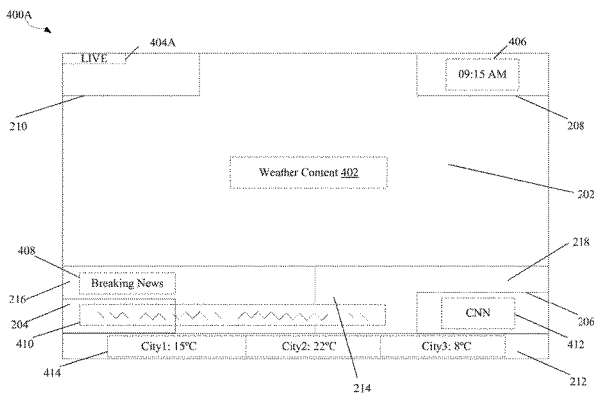 400A
LIVE
404A
406
09:15 AM
210
208
Weather Content 402
202
408
218
216
Breaking News
204
206
410
CNN
412
City1: 15ºC
City2: 22ºC
City3: 8ºC
414
214
212